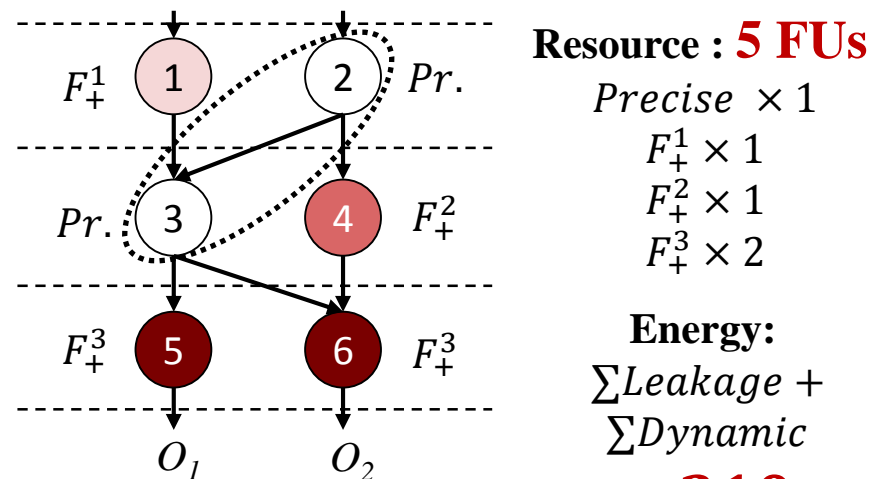 F₊¹ 1 2 Pr.
Pr. 3 4 F₊²
F₊³ 5 6 F₊³
O₁ O₂
Resource : 5 FUs
Precise × 1
F₊¹ × 1
F₊² × 1
F₊³ × 2
Energy:
∑Leakage +
∑Dynamic